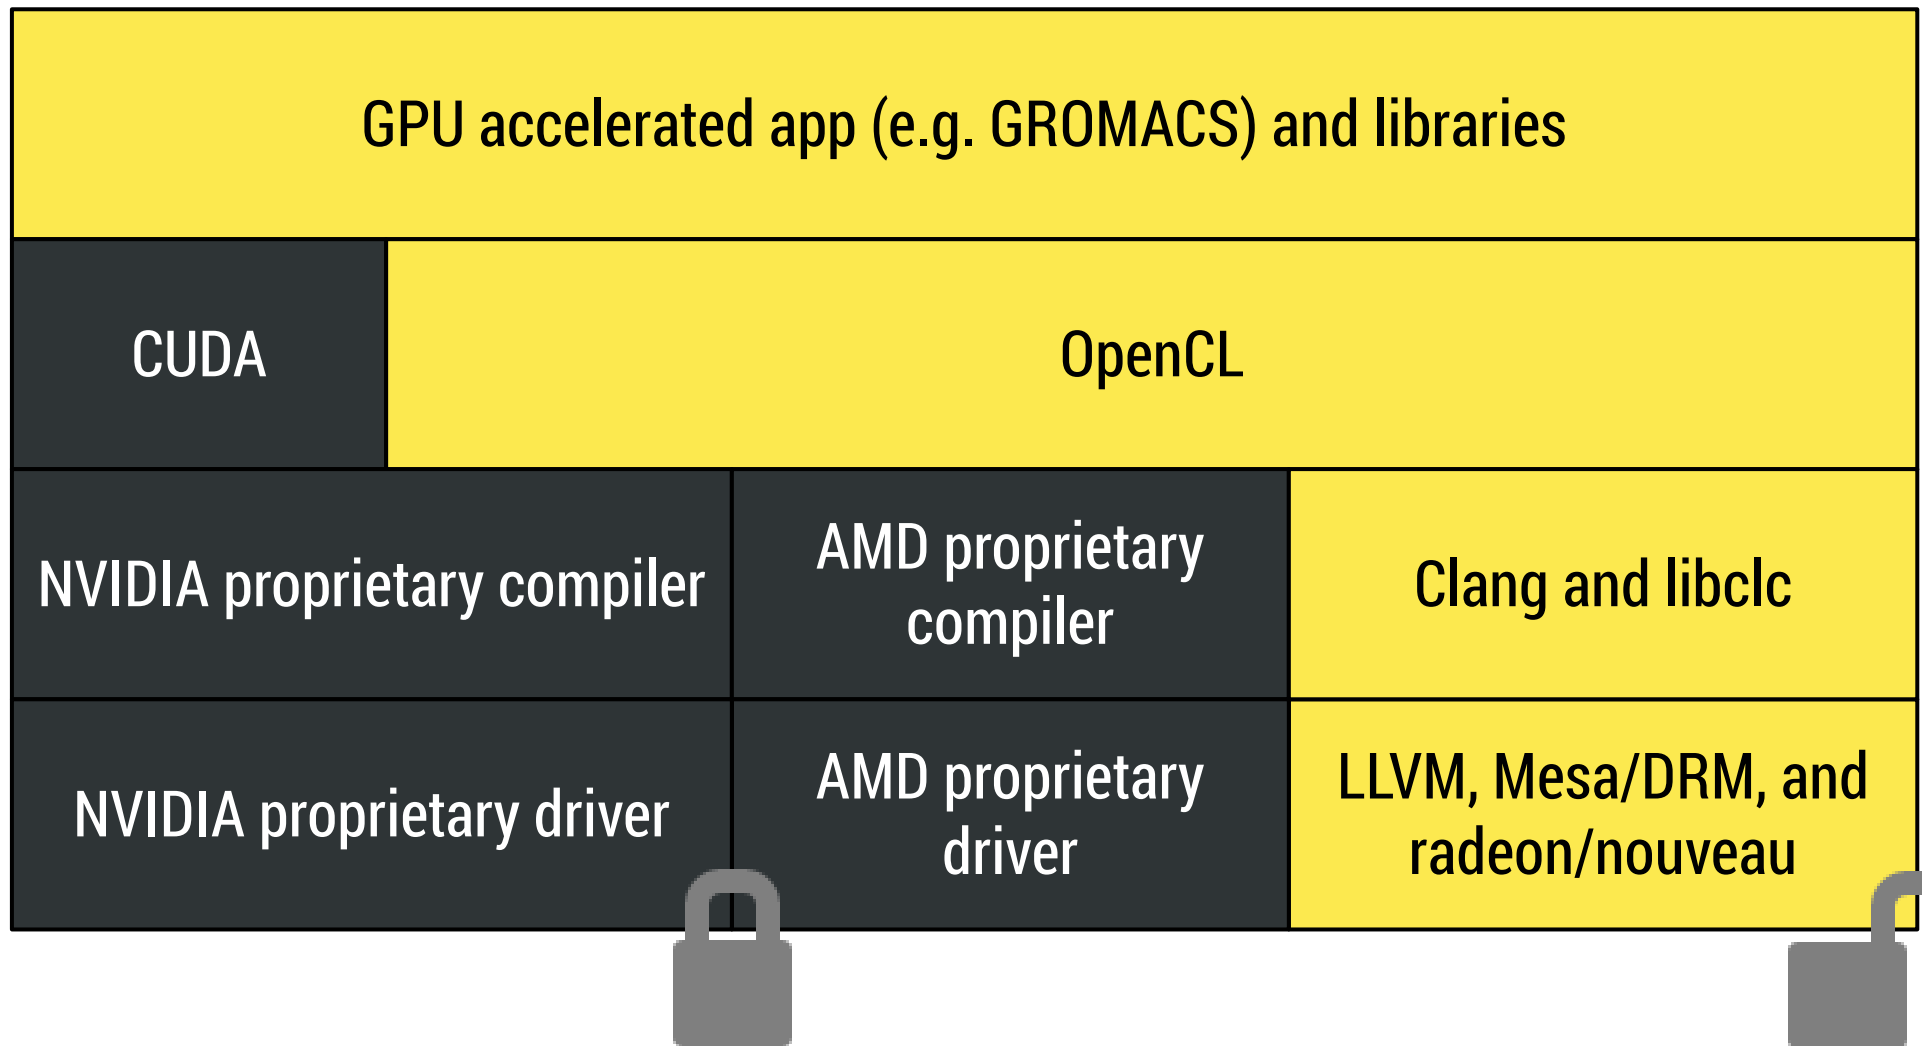 GPU accelerated app (e.g. GROMACS) and libraries
CUDA
OpenCL
NVIDIA proprietary compiler
AMD proprietary
compiler
Clang and libclc
NVIDIA proprietary driver
AMD proprietary
driver
LLVM, Mesa/DRM, and
radeon/nouveau